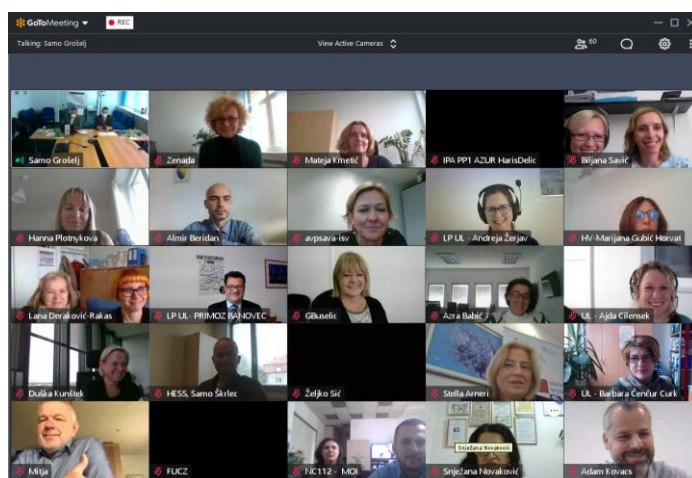 GoToMeeting
REC
Talking: Samo Grošelj
View Active Cameras
60
Samo Grošelj
Zenada
Mateja Kmetič
IPA PP1 AZUR HarisDelic
Biljana Savić
Hanna Plotnykova
Almir Beridan
avpsava-isv
LP UL - Andreja Žerjav
HV-Marijana Gubić Horvat
Lana Deraković-Rakas
LP UL- PRIMOZ BANOVEC
GBuselic
Azra Babić
UL - Ajda Cilensek
Duška Kunštek
HESS, Samo Škrlec
Željko Sić
Stella Arneri
UL - Barbara Čenčur Curk
Mitja
FUCZ
NC112 - MOI
Snježana Novaković
Snježana Novaković
Adam Kovacs